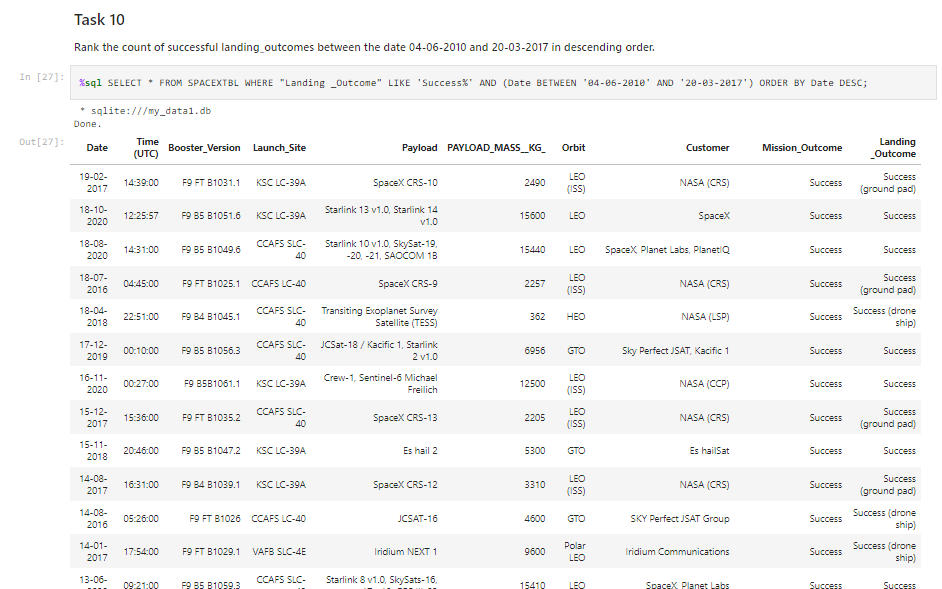 Task 10
Rank the count of successful landing_outcomes between the date 04-06-2010 and 20-03-2017 in descending order.
In [27]: %sql SELECT * FROM SPACEXTBL WHERE "Landing _Outcome" LIKE 'Success%' AND (Date BETWEEN '04-06-2010' AND '20-03-2017') ORDER BY Date DESC;
* sqlite:///my_data1.db
Done.
Out[27]: Date Time (UTC) Booster_Version Launch_Site Payload PAYLOAD_MASS__KG_ Orbit Customer Mission_Outcome Landing _Outcome
19-02-2017 14:39:00 F9 FT B1031.1 KSC LC-39A SpaceX CRS-10 2490 LEO (ISS) NASA (CRS) Success Success (ground pad)
18-10-2020 12:25:57 F9 B5 B1051.6 KSC LC-39A Starlink 13 v1.0, Starlink 14 v1.0 15600 LEO SpaceX Success Success
18-08-2020 14:31:00 F9 B5 B1049.6 CCAFS SLC-40 Starlink 10 v1.0, SkySat-19, -20, -21, SAOCOM 1B 15440 LEO SpaceX, Planet Labs, PlanetIQ Success Success
18-07-2016 04:45:00 F9 FT B1025.1 CCAFS LC-40 SpaceX CRS-9 2257 LEO (ISS) NASA (CRS) Success Success (ground pad)
18-04-2018 22:51:00 F9 B4 B1045.1 CCAFS SLC-40 Transiting Exoplanet Survey Satellite (TESS) 362 HEO NASA (LSP) Success Success (drone ship)
17-12-2019 00:10:00 F9 B5 B1056.3 CCAFS SLC-40 JCSat-18 / Kacific 1, Starlink 2 v1.0 6956 GTO Sky Perfect JSAT, Kacific 1 Success Success
16-11-2020 00:27:00 F9 B5B1061.1 KSC LC-39A Crew-1, Sentinel-6 Michael Freilich 12500 LEO (ISS) NASA (CCP) Success Success
15-12-2017 15:36:00 F9 FT B1035.2 CCAFS SLC-40 SpaceX CRS-13 2205 LEO (ISS) NASA (CRS) Success Success (ground pad)
15-11-2018 20:46:00 F9 B5 B1047.2 KSC LC-39A Es hail 2 5300 GTO Es hailSat Success Success
14-08-2017 16:31:00 F9 B4 B1039.1 KSC LC-39A SpaceX CRS-12 3310 LEO (ISS) NASA (CRS) Success Success (ground pad)
14-08-2016 05:26:00 F9 FT B1026 CCAFS LC-40 JCSAT-16 4600 GTO SKY Perfect JSAT Group Success Success (drone ship)
14-01-2017 17:54:00 F9 FT B1029.1 VAFB SLC-4E Iridium NEXT 1 9600 Polar LEO Iridium Communications Success Success (drone ship)
13-06- 09:21:00 F9 B5 B1059.3 CCAFS SLC- Starlink 8 v1.0, SkySats-16, 15410 LEO SpaceX, Planet Labs Success Success